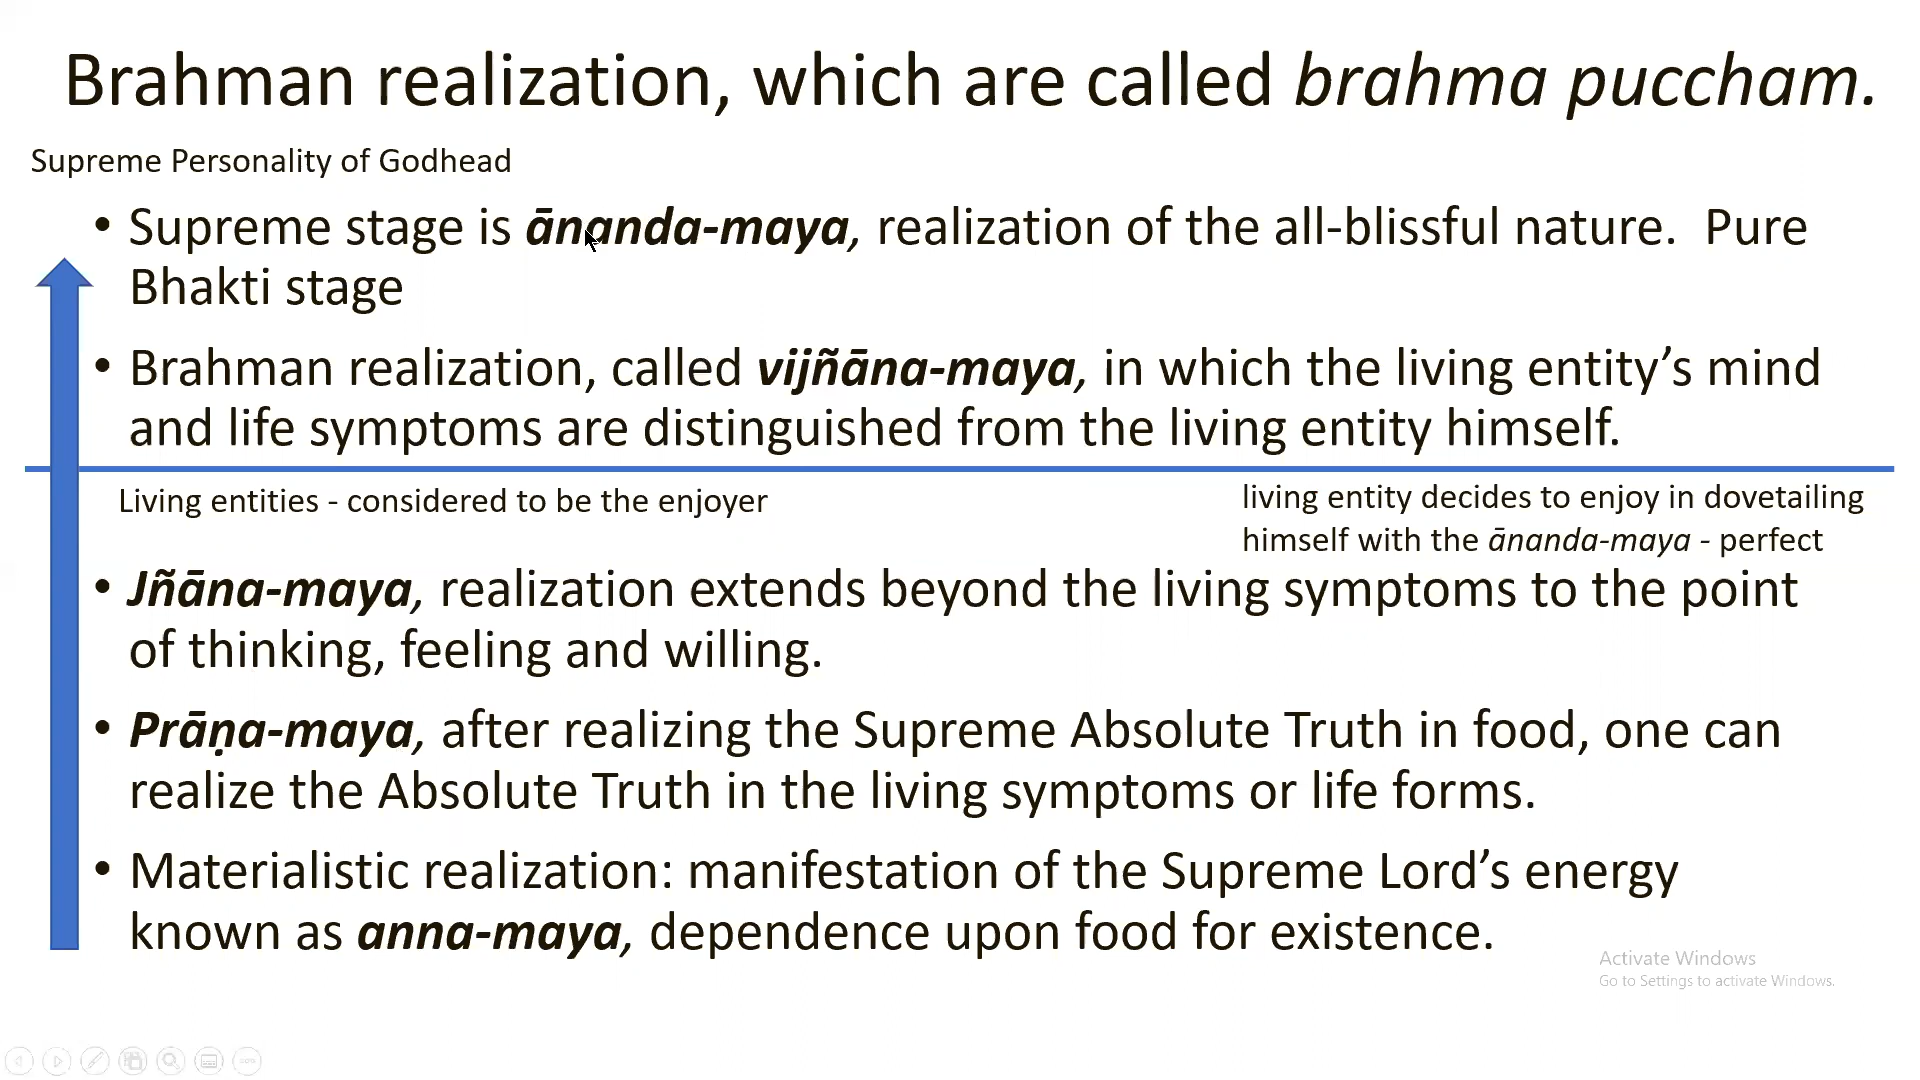 Brahman realization, which are called brahma puccham.
Supreme Personality of Godhead
• Supreme stage is ānanda-maya, realization of the all-blissful nature.  Pure
Bhakti stage
• Brahman realization, called vijñāna-maya, in which the living entity’s mind
and life symptoms are distinguished from the living entity himself.
Living entities - considered to be the enjoyer
living entity decides to enjoy in dovetailing
himself with the ānanda-maya - perfect
• Jñāna-maya, realization extends beyond the living symptoms to the point
of thinking, feeling and willing.
• Prāṇa-maya, after realizing the Supreme Absolute Truth in food, one can
realize the Absolute Truth in the living symptoms or life forms.
• Materialistic realization: manifestation of the Supreme Lord’s energy
known as anna-maya, dependence upon food for existence.
Activate Windows
Go to Settings to activate Windows.